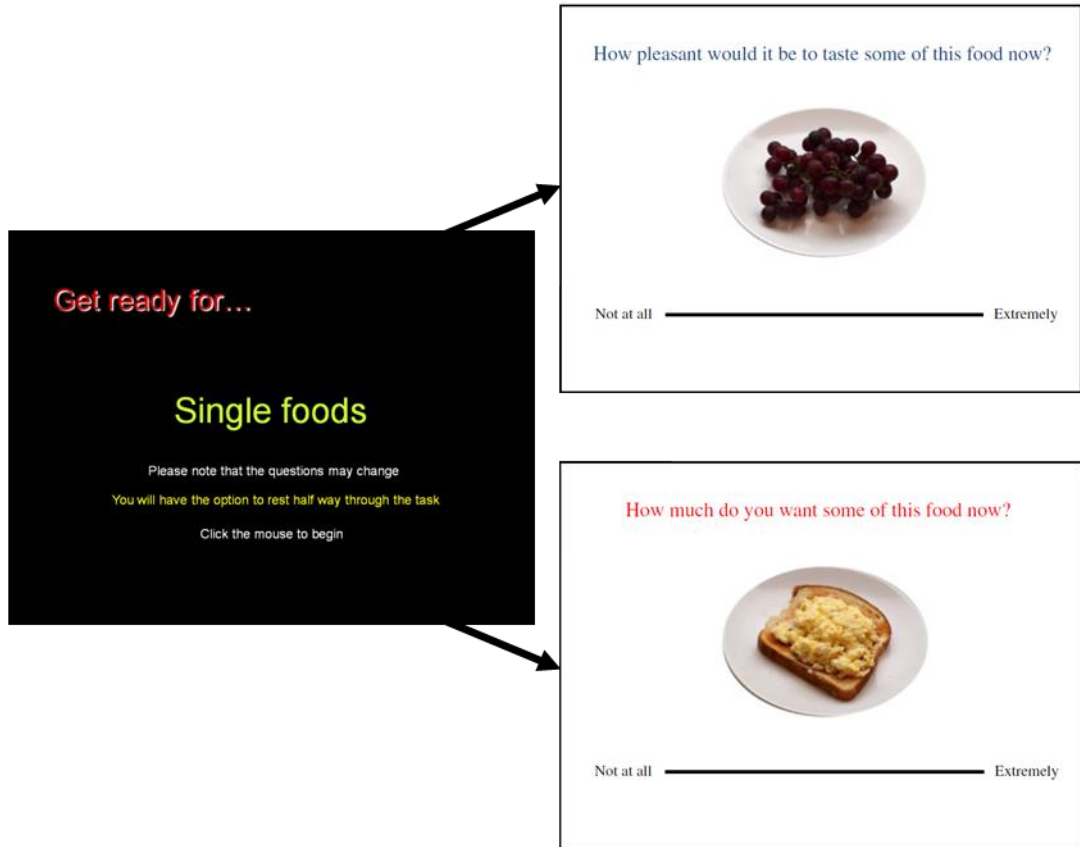 Get ready for…
Single foods
Please note that the questions may change
You will have the option to rest half way through the task
Click the mouse to begin
How pleasant would it be to taste some of this food now?
Not at all
Extremely
How much do you want some of this food now?
Not at all
Extremely